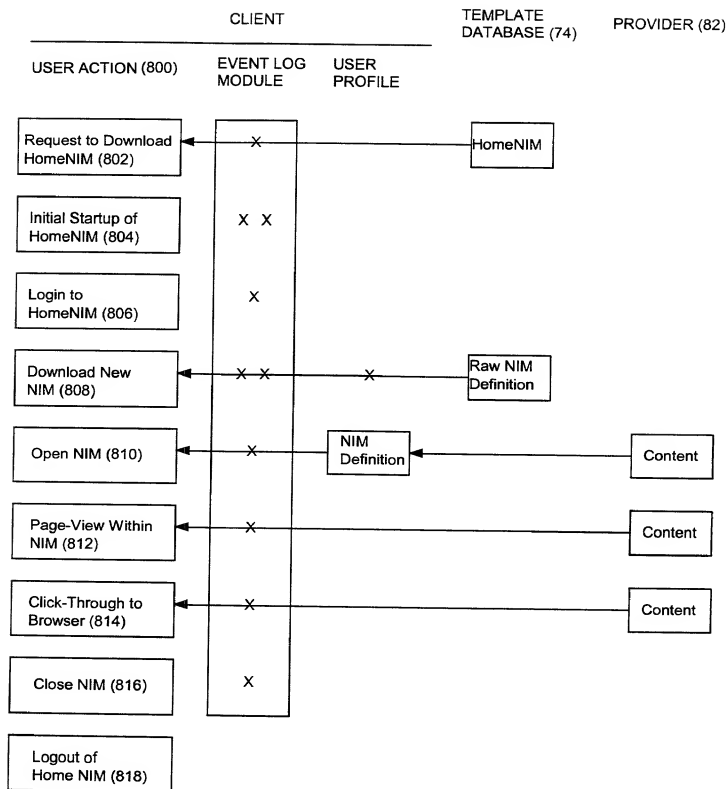 CLIENT
TEMPLATE
DATABASE (74)
PROVIDER (82)
USER ACTION (800)
EVENT LOG
MODULE
USER
PROFILE
Request to Download
HomeNIM (802)
X
HomeNIM
Initial Startup of
HomeNIM (804)
X X
Login to
HomeNIM (806)
X
Download New
NIM (808)
X X
X
Raw NIM
Definition
Open NIM (810)
X
NIM
Definition
Content
Page-View Within
NIM (812)
X
Content
Click-Through to
Browser (814)
X
Content
Close NIM (816)
X
Logout of
Home NIM (818)